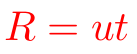 R = ut